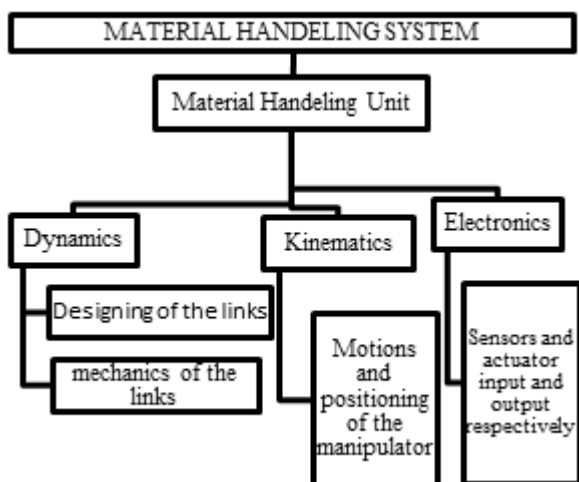 MATERIAL HANDELING SYSTEM
Material Handeling Unit
Dynamics
Kinematics
Electronics
Designing of the links
mechanics of the
links
Motions
and
positioning
of the
manipulator
Sensors and
actuator
input and
output
respectively